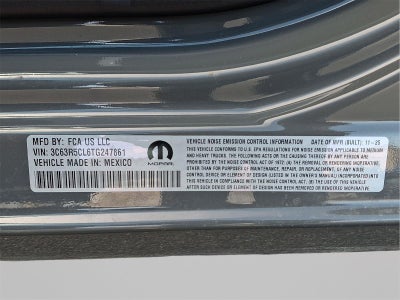 MFD BY: FCA US LLC
VIN: 3C63R5CL6TG247861
VEHICLE MADE IN: MEXICO
MOPAR
VEHICLE NOISE EMISSION CONTROL INFORMATION DATE OF MFR (BUILT): 11-25
THIS VEHICLE CONFORMS TO U.S. EPA REGULATIONS FOR NOISE EMISSION APPLICABLE TO MEDIUM
AND HEAVY TRUCKS. THE FOLLOWING ACTS OR THE CAUSING THEREOF BY ANY PERSON ARE
PROHIBITED BY THE NOISE CONTROL ACT OF 1972. (A) THE REMOVAL OR RENDERING INOPERATIVE,
OTHER THAN FOR PURPOSES OF MAINTENANCE, REPAIR, OR REPLACEMENT, OF ANY NOISE
CONTROL DEVICE OR ELEMENT OF DESIGN (LISTED IN THE OWNER'S MANUAL) INCORPORATED INTO
THIS VEHICLE IN COMPLIANCE WITH THE NOISE CONTROL ACT; (B) THE USE OF THIS VEHICLE
AFTER SUCH DEVICE OR ELEMENT OF DESIGN HAS BEEN REMOVED OR RENDERED INOPERATIVE.